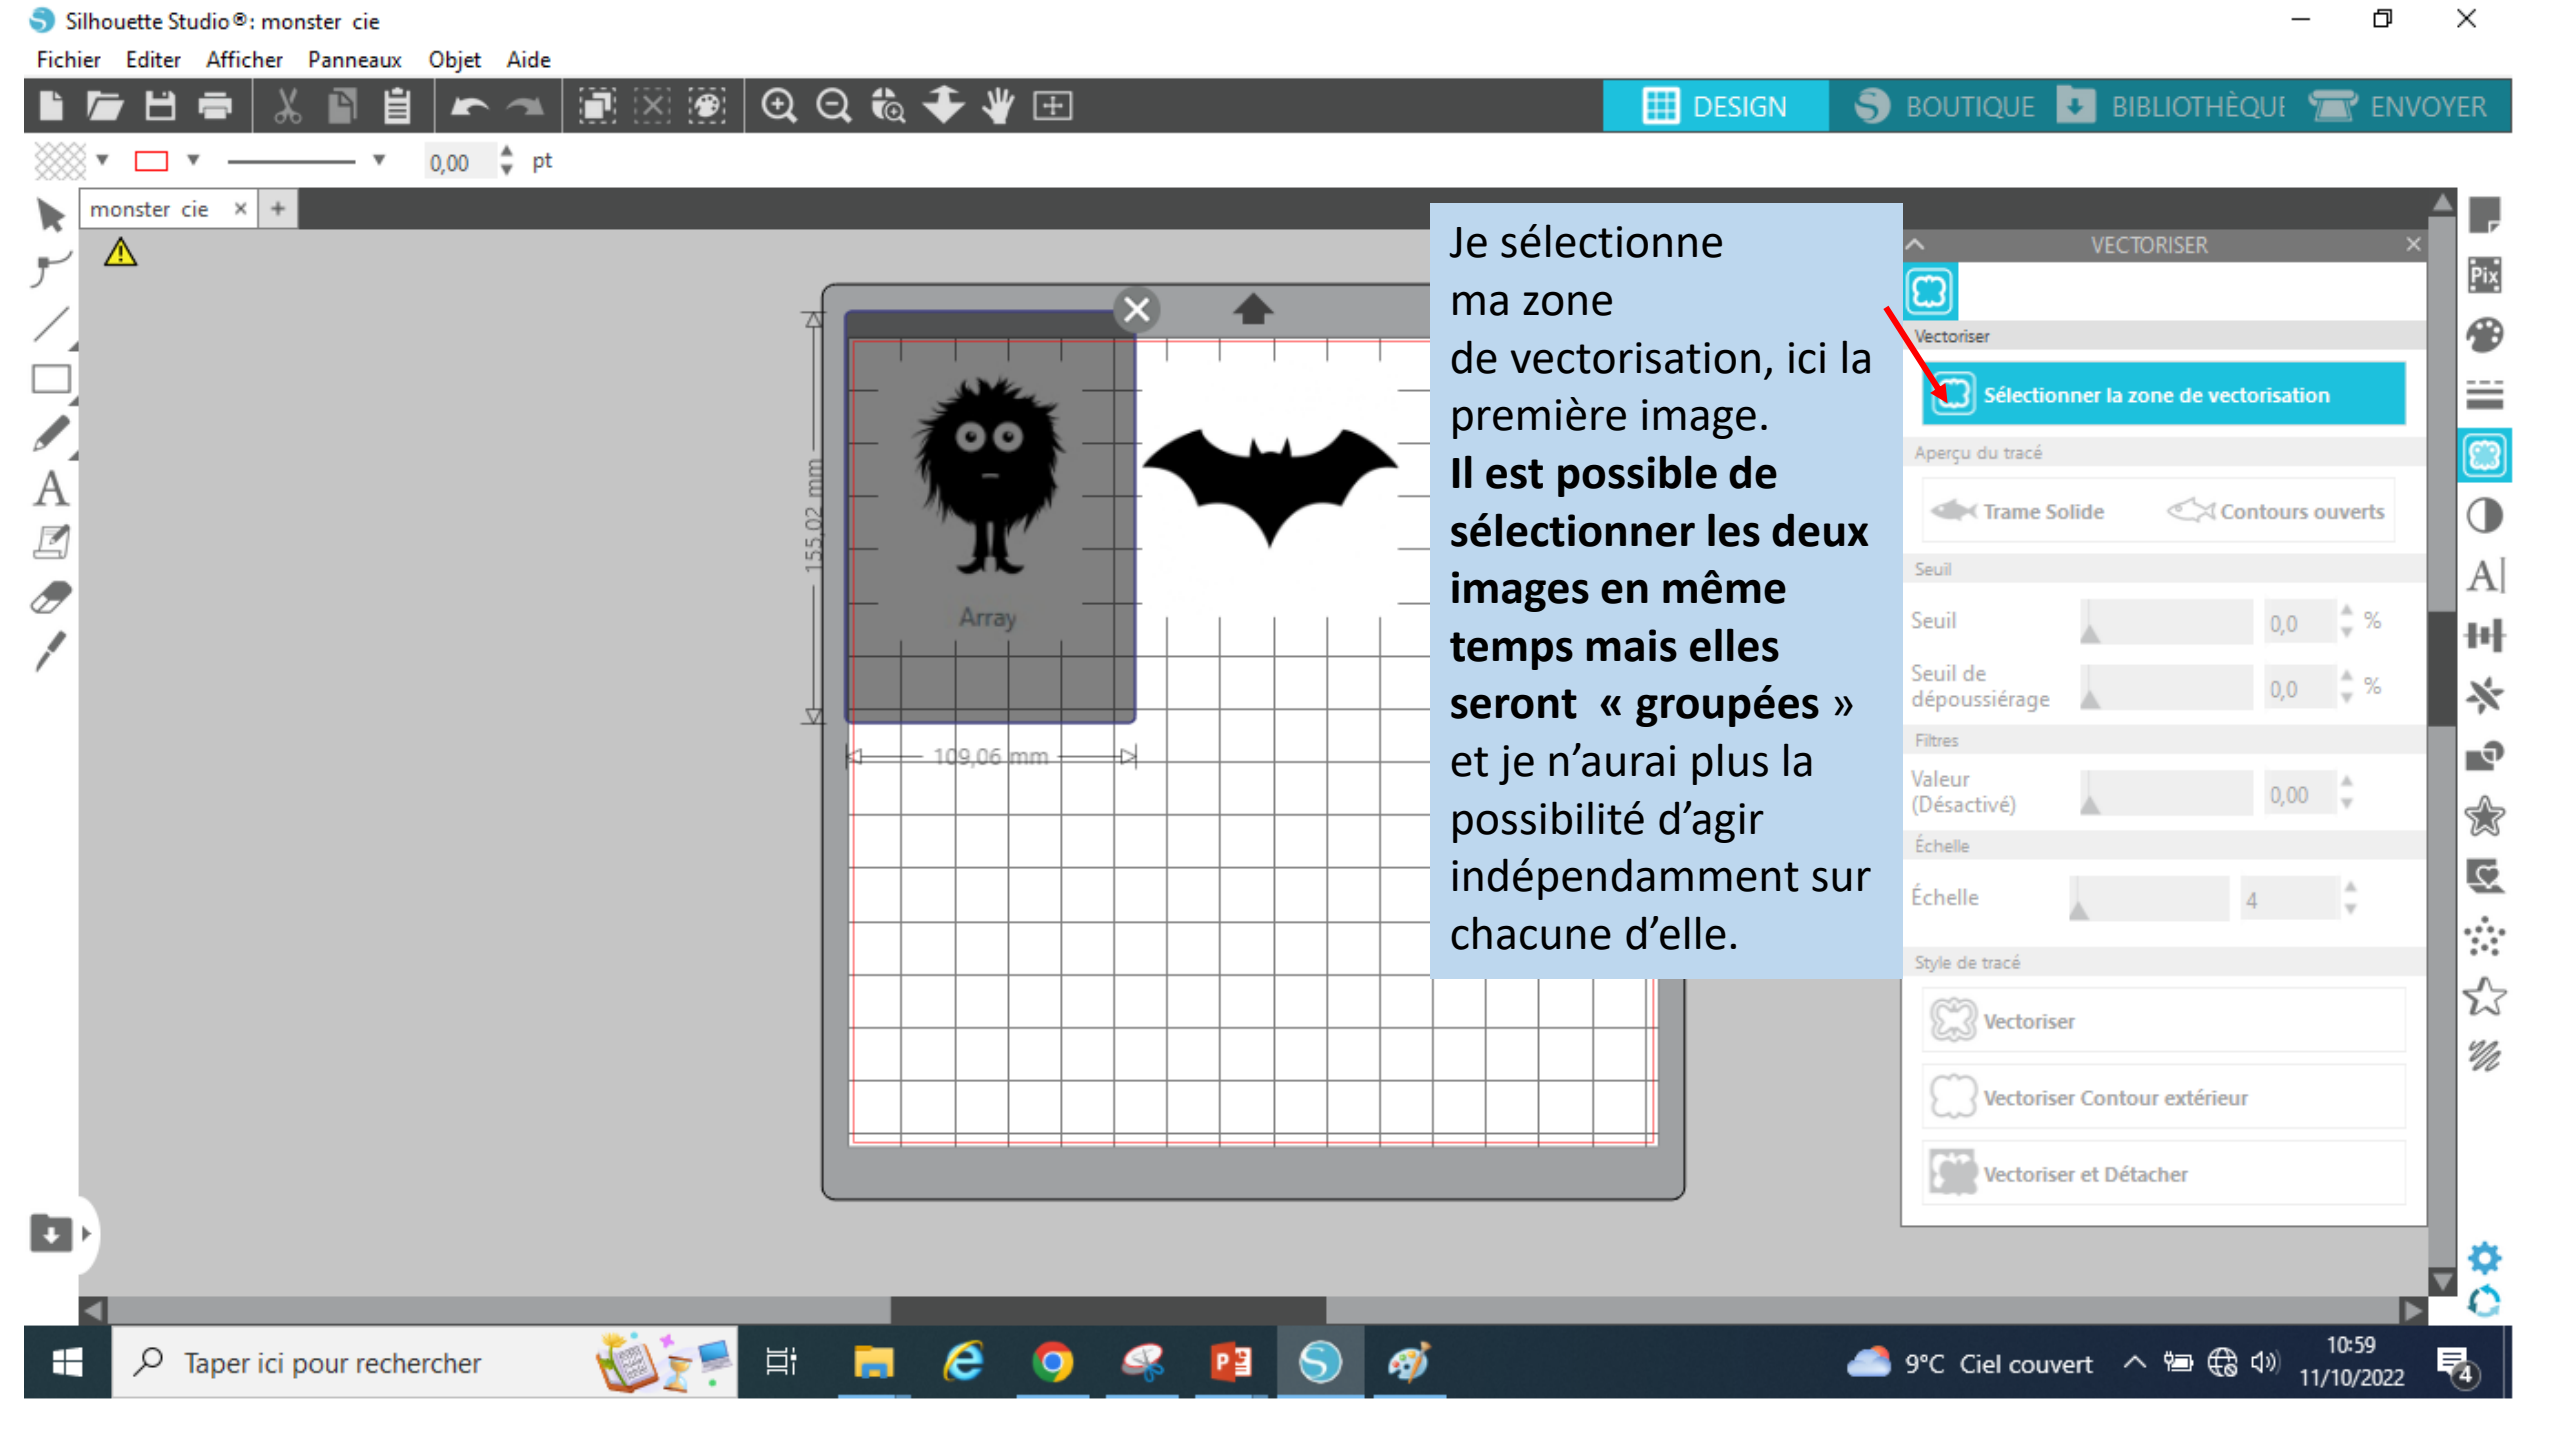 Silhouette Studio®: monster cie
Fichier Editer Afficher Panneaux Objet Aide
DESIGN BOUTIQUE BIBLIOTHÈQUE ENVOYER
0,00 pt
monster cie × +
Je sélectionne
ma zone
de vectorisation, ici la
première image.
Il est possible de
sélectionner les deux
images en même
temps mais elles
seront « groupées »
et je n’aurai plus la
possibilité d’agir
indépendamment sur
chacune d’elle.
155,02 mm
Array
109,06 mm
VECTORISER
Vectoriser
Sélectionner la zone de vectorisation
Aperçu du tracé
Trame Solide Contours ouverts
Seuil
Seuil 0,0 %
Seuil de
dépoussiérage 0,0 %
Filtres
Valeur
(Désactivé) 0,00
Échelle
Échelle 4
Style de tracé
Vectoriser
Vectoriser Contour extérieur
Vectoriser et Détacher
Pix
A
A
Taper ici pour rechercher
9°C Ciel couvert
10:59
11/10/2022
4